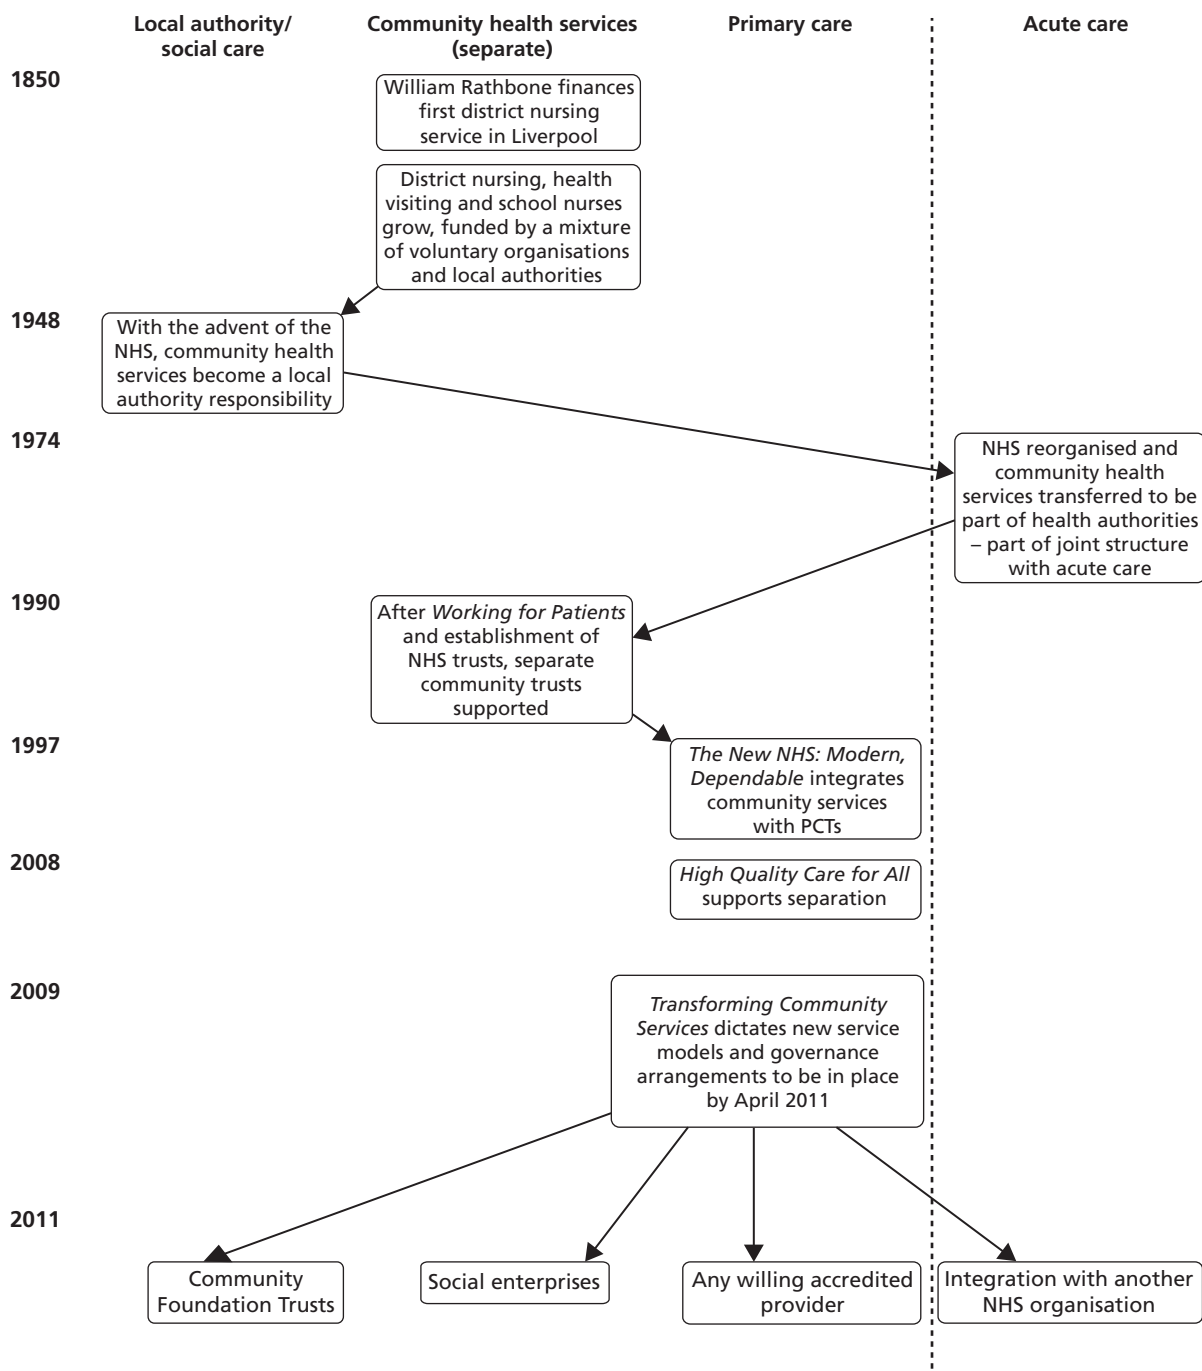 Local authority/
social care
Community health services
(separate)
Primary care
Acute care
1850
William Rathbone finances
first district nursing
service in Liverpool
District nursing, health
visiting and school nurses
grow, funded by a mixture
of voluntary organisations
and local authorities
1948
With the advent of the
NHS, community health
services become a local
authority responsibility
1974
NHS reorganised and
community health
services transferred to be
part of health authorities
– part of joint structure
with acute care
1990
After Working for Patients
and establishment of
NHS trusts, separate
community trusts
supported
1997
The New NHS: Modern,
Dependable integrates
community services
with PCTs
2008
High Quality Care for All
supports separation
2009
Transforming Community
Services dictates new service
models and governance
arrangements to be in place
by April 2011
2011
Community
Foundation Trusts
Social enterprises
Any willing accredited
provider
Integration with another
NHS organisation